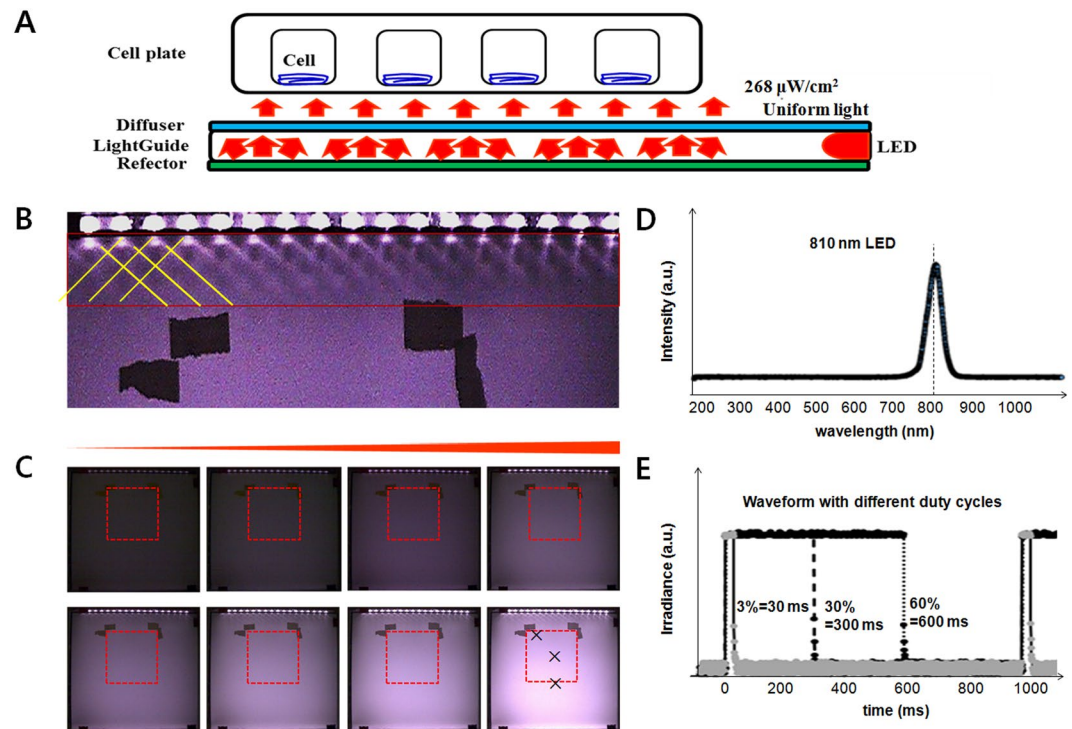 A
Cell plate
Cell
268 µW/cm²
Uniform light
Diffuser
LightGuide
Refector
LED
B
C
D
810 nm LED
Intensity (a.u.)
200 300 400 500 600 700 800 900 1000
wavelength (nm)
E
Waveform with different duty cycles
Irradiance (a.u.)
3%=30 ms
30%
=300 ms
60%
=600 ms
0 200 400 600 800 1000
time (ms)